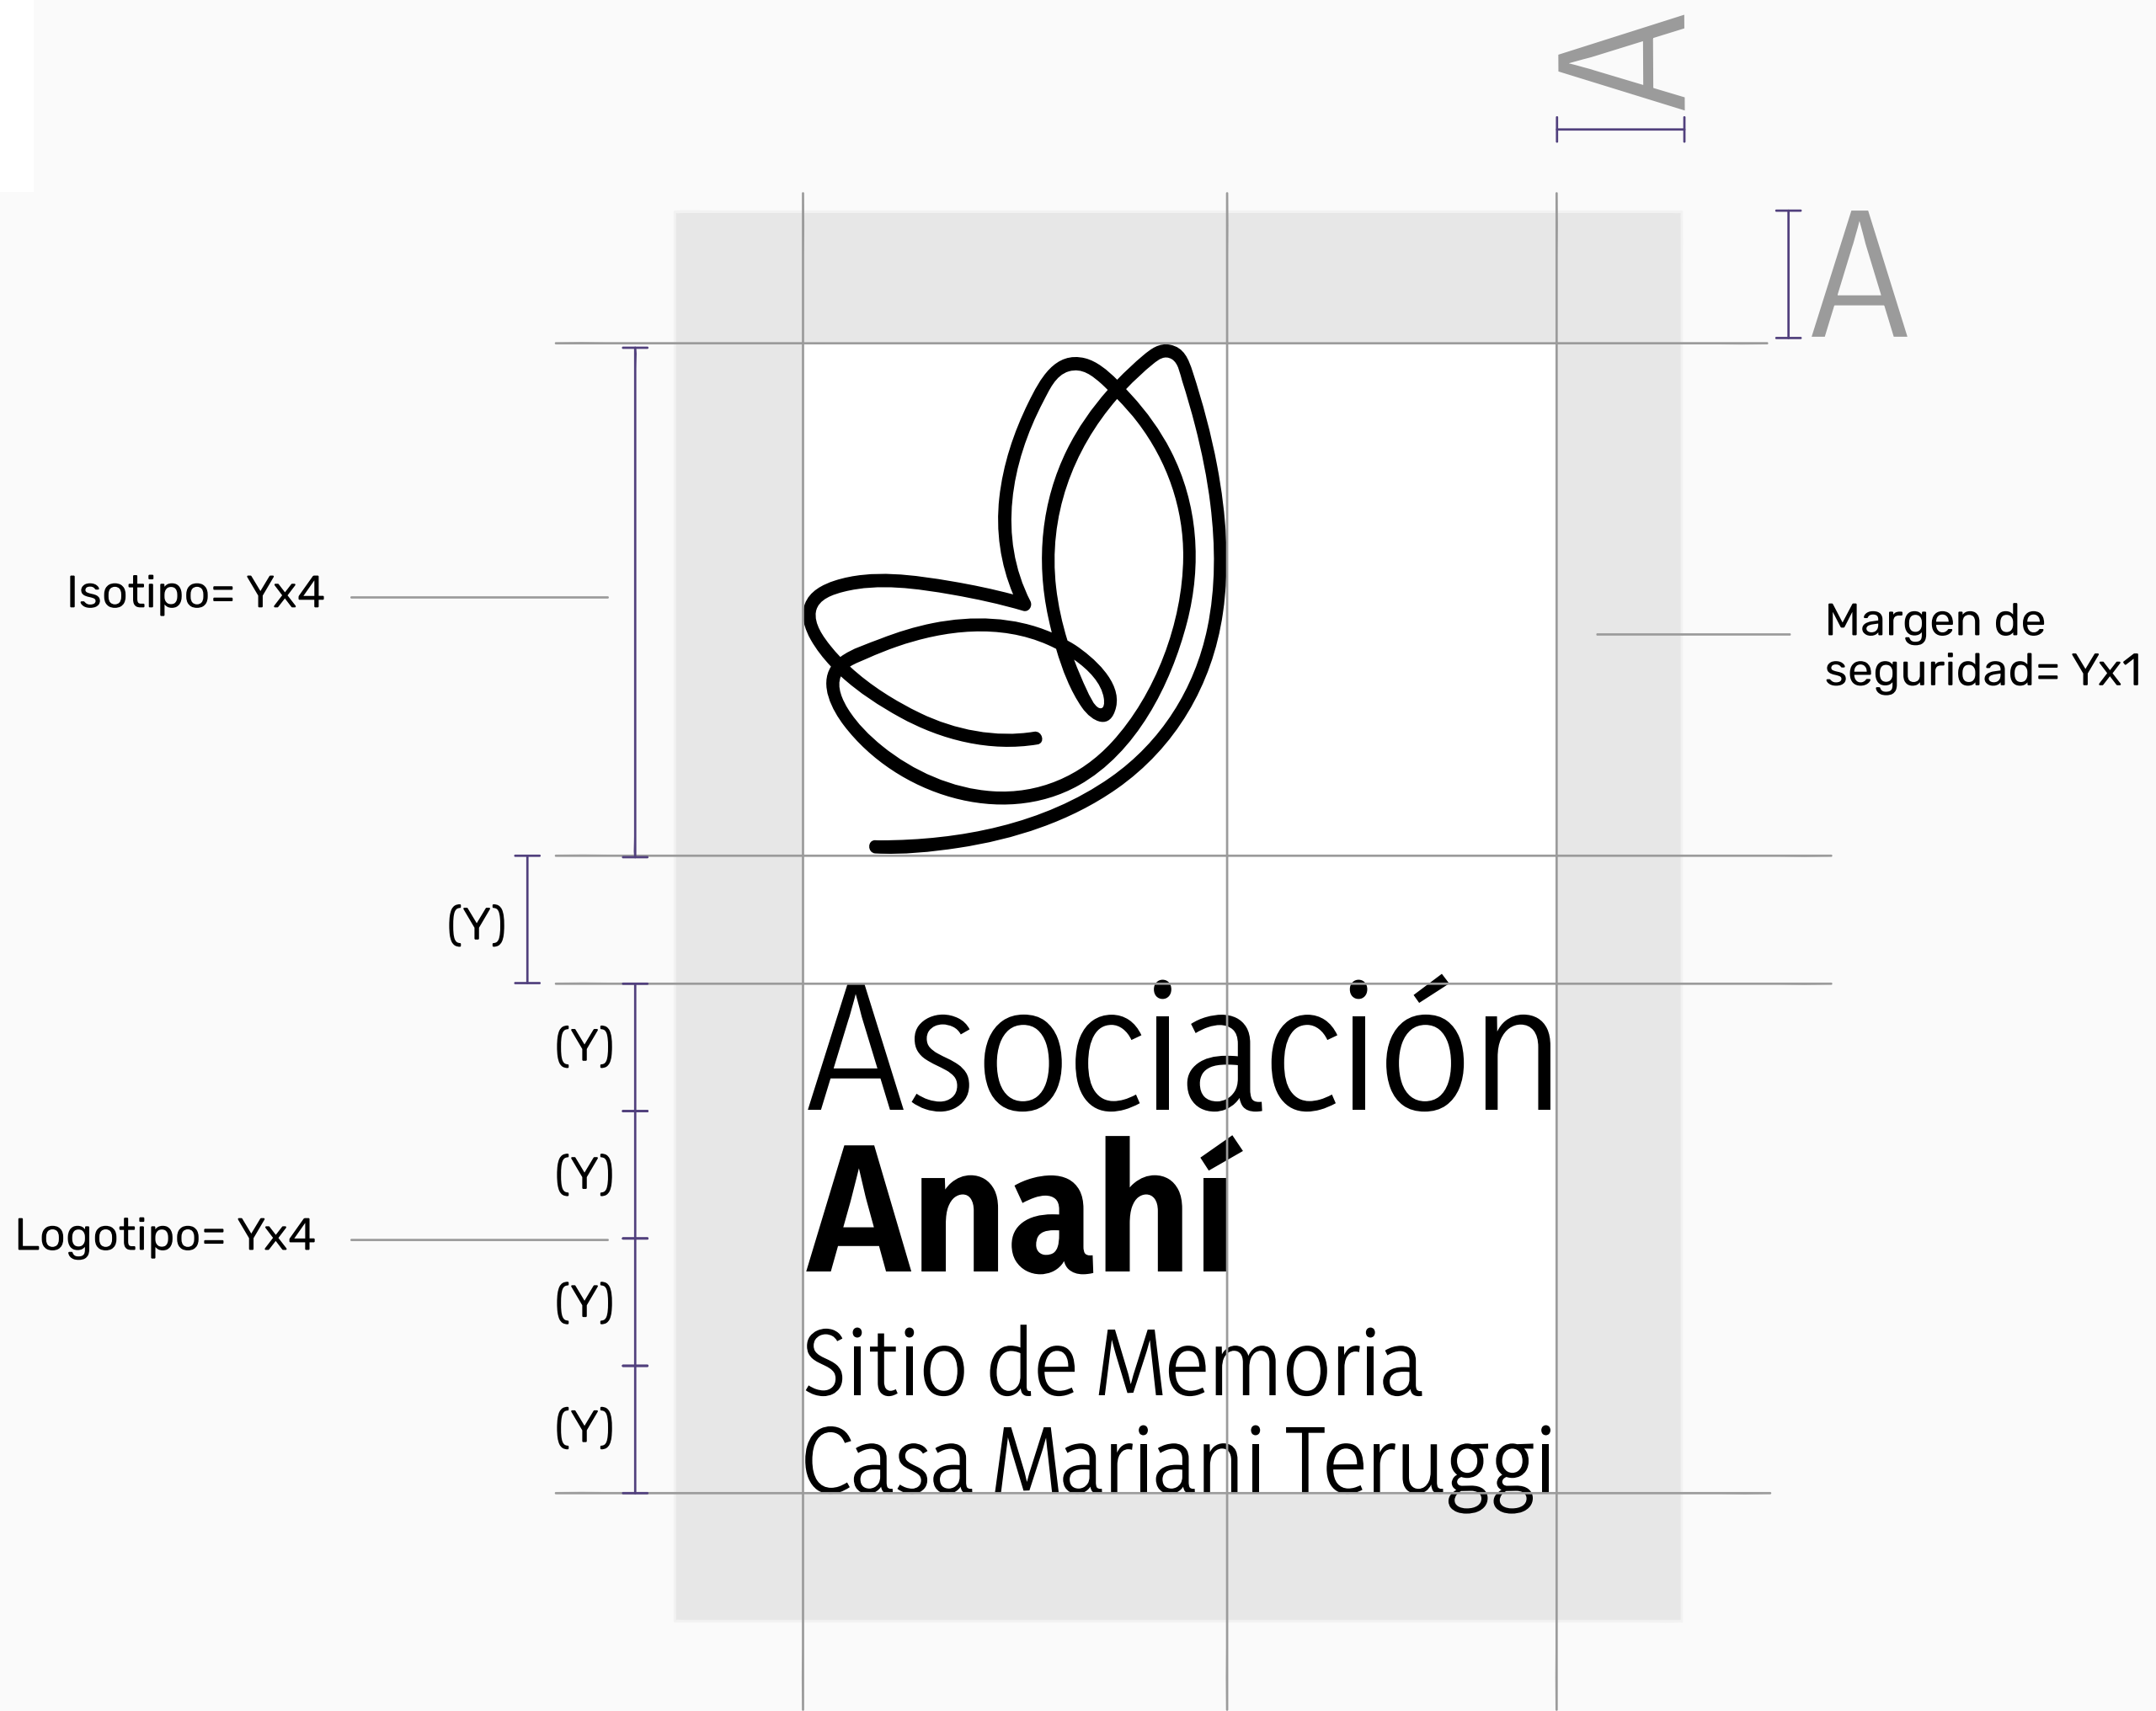 A
A
Isotipo= Yx4
Margen de
seguridad= Yx1
(Y)
Asociación
(Y)
Anahí
(Y)
Logotipo= Yx4
(Y)
Sitio de Memoria
(Y)
Casa Mariani Teruggi